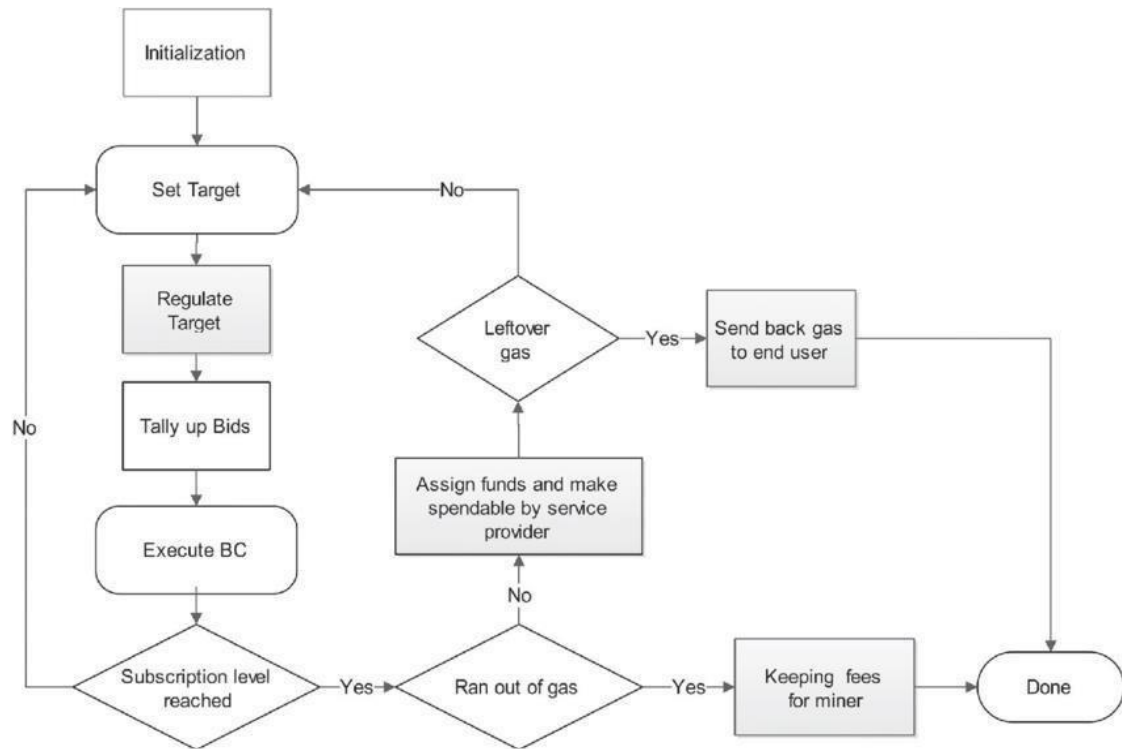 Initialization
Set Target
No
Regulate
Target
Leftover
gas
Yes
Send back gas
to end user
No
Tally up Bids
Assign funds and make
spendable by service
provider
Execute BC
No
Subscription level
reached
Yes
Ran out of gas
Yes
Keeping fees
for miner
Done